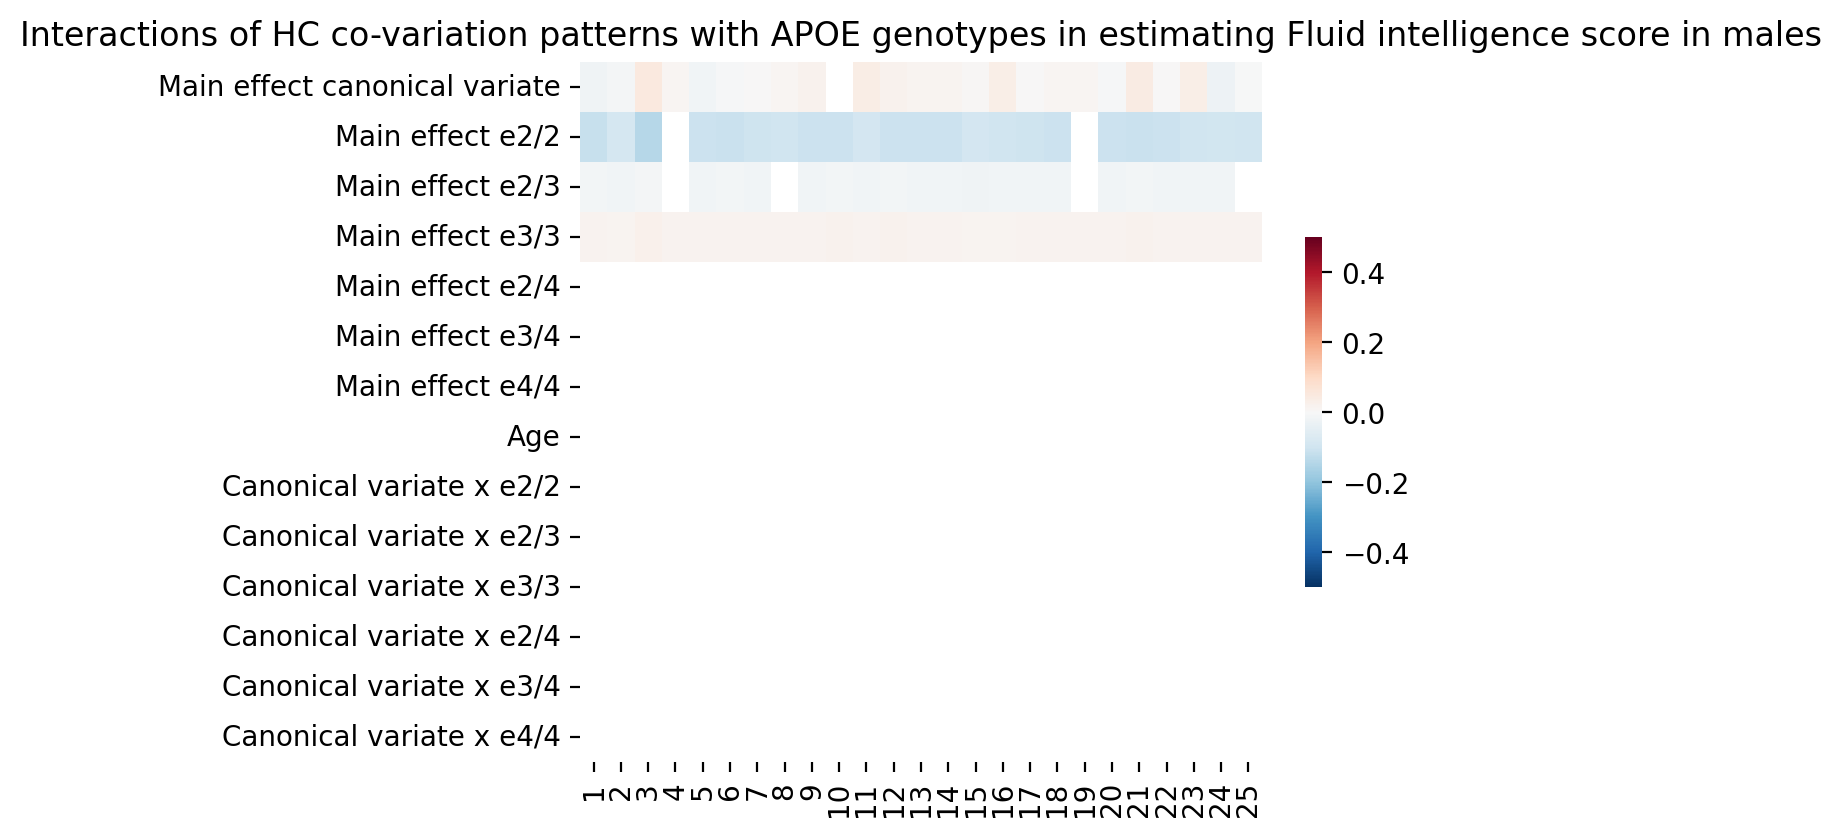 Interactions of HC co-variation patterns with APOE genotypes in estimating Fluid intelligence score in males
Main effect canonical variate
Main effect e2/2
Main effect e2/3
Main effect e3/3
Main effect e2/4
Main effect e3/4
Main effect e4/4
Age
Canonical variate x e2/2
Canonical variate x e2/3
Canonical variate x e3/3
Canonical variate x e2/4
Canonical variate x e3/4
Canonical variate x e4/4
1 2 3 4 5 6 7 8 9 10 11 12 13 14 15 16 17 18 19 20 21 22 23 24 25
0.4
0.2
0.0
−0.2
−0.4